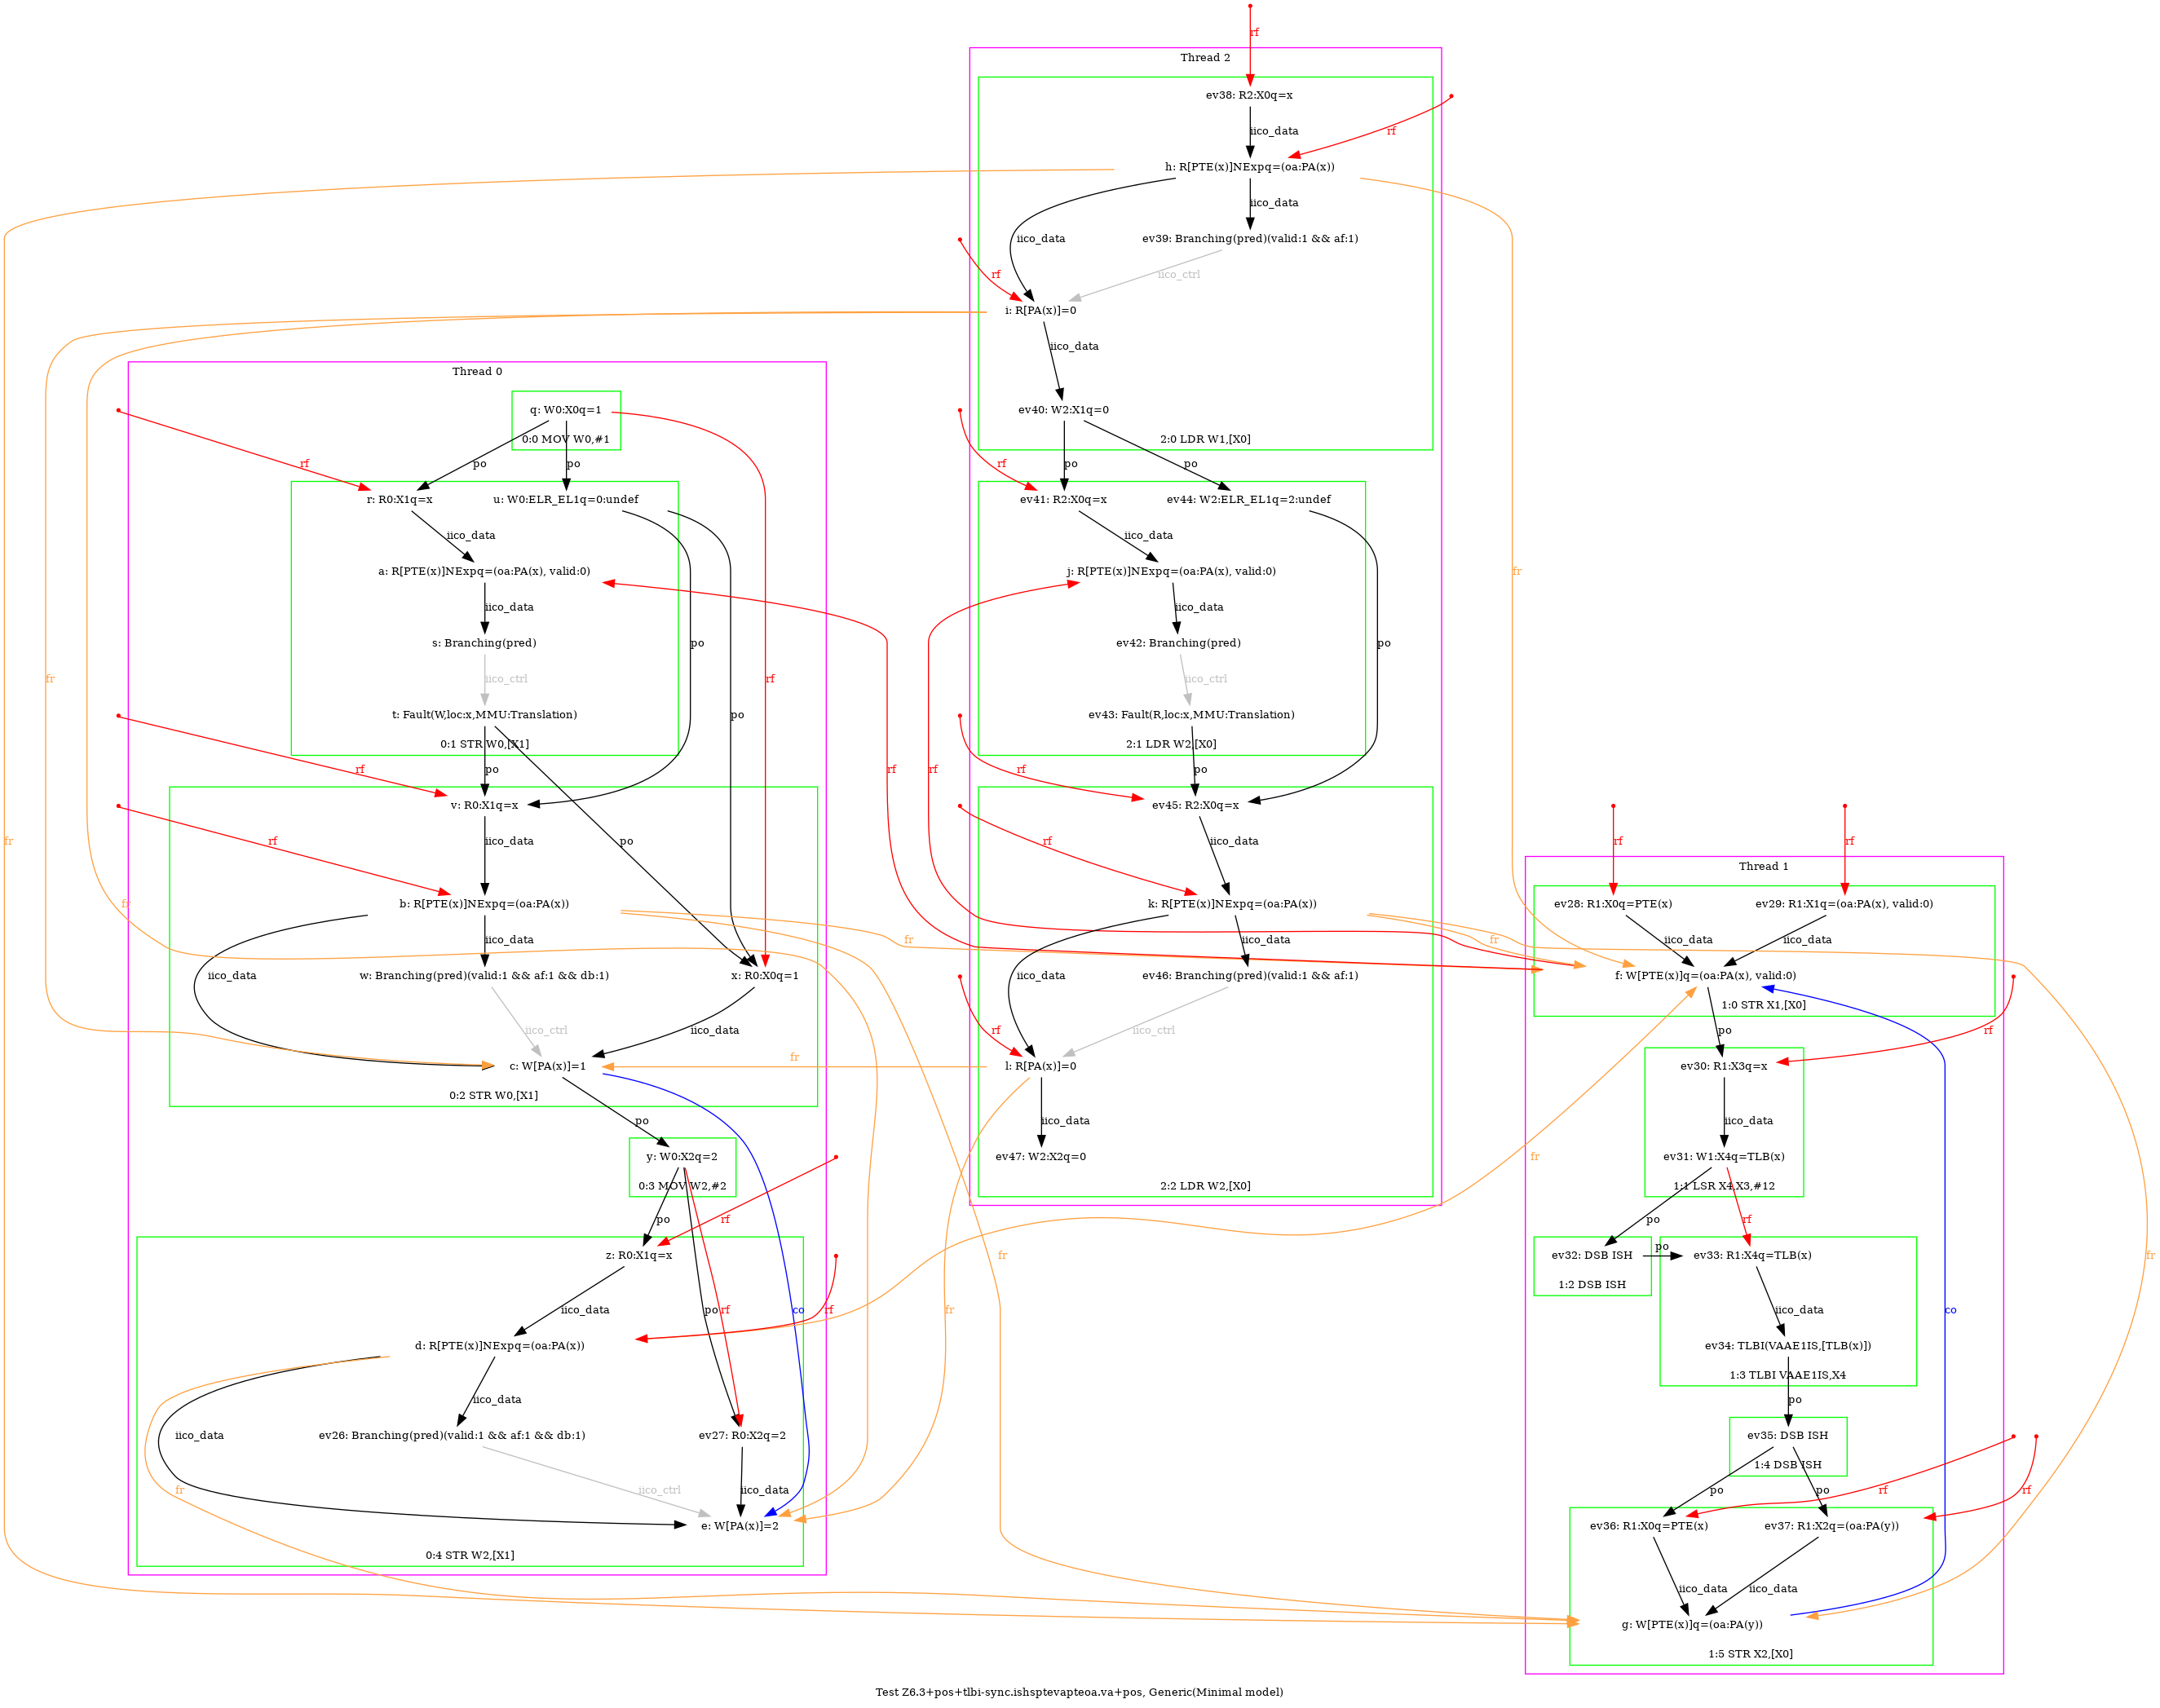 rf
Thread 2
ev38: R2:X0q=x
iico_data
rf
h: R[PTE(x)]NExpq=(oa:PA(x))
iico_data
iico_data
ev39: Branching(pred)(valid:1 && af:1)
rf
iico_ctrl
i: R[PA(x)]=0
iico_data
ev40: W2:X1q=0
2:0 LDR W1,[X0]
rf
po
po
ev41: R2:X0q=x
ev44: W2:ELR_EL1q=2:undef
iico_data
j: R[PTE(x)]NExpq=(oa:PA(x), valid:0)
iico_data
ev42: Branching(pred)
iico_ctrl
po
ev43: Fault(R,loc:x,MMU:Translation)
2:1 LDR W2,[X0]
rf
rf
po
ev45: R2:X0q=x
rf
iico_data
k: R[PTE(x)]NExpq=(oa:PA(x))
iico_data
iico_data
ev46: Branching(pred)(valid:1 && af:1)
rf
iico_ctrl
l: R[PA(x)]=0
iico_data
ev47: W2:X2q=0
2:2 LDR W2,[X0]
Thread 0
q: W0:X0q=1
0:0 MOV W0,#1
rf
po
po
r: R0:X1q=x
u: W0:ELR_EL1q=0:undef
iico_data
a: R[PTE(x)]NExpq=(oa:PA(x), valid:0)
iico_data
s: Branching(pred)
po
iico_ctrl
rf
t: Fault(W,loc:x,MMU:Translation)
po
0:1 STR W0,[X1]
rf
po
rf
v: R0:X1q=x
rf
iico_data
po
b: R[PTE(x)]NExpq=(oa:PA(x))
fr
iico_data
iico_data
w: Branching(pred)(valid:1 && af:1 && db:1)
x: R0:X0q=1
iico_ctrl
iico_data
c: W[PA(x)]=1
fr
0:2 STR W0,[X1]
po
y: W0:X2q=2
0:3 MOV W2,#2
po
rf
z: R0:X1q=x
iico_data
po
rf
co
rf
d: R[PTE(x)]NExpq=(oa:PA(x))
iico_data
iico_data
ev26: Branching(pred)(valid:1 && af:1 && db:1)
ev27: R0:X2q=2
fr
iico_ctrl
iico_data
e: W[PA(x)]=2
0:4 STR W2,[X1]
fr
fr
fr
fr
fr
fr
fr
rf
rf
Thread 1
ev28: R1:X0q=PTE(x)
ev29: R1:X1q=(oa:PA(x), valid:0)
fr
iico_data
iico_data
f: W[PTE(x)]q=(oa:PA(x), valid:0)
1:0 STR X1,[X0]
po
rf
ev30: R1:X3q=x
iico_data
ev31: W1:X4q=TLB(x)
1:1 LSR X4,X3,#12
fr
po
rf
ev32: DSB ISH
po
ev33: R1:X4q=TLB(x)
1:2 DSB ISH
iico_data
co
ev34: TLBI(VAAE1IS,[TLB(x)])
1:3 TLBI VAAE1IS,X4
po
ev35: DSB ISH
1:4 DSB ISH
po
po
rf
rf
ev36: R1:X0q=PTE(x)
ev37: R1:X2q=(oa:PA(y))
iico_data
iico_data
g: W[PTE(x)]q=(oa:PA(y))
1:5 STR X2,[X0]
Test Z6.3+pos+tlbi-sync.ishsptevapteoa.va+pos, Generic(Minimal model)